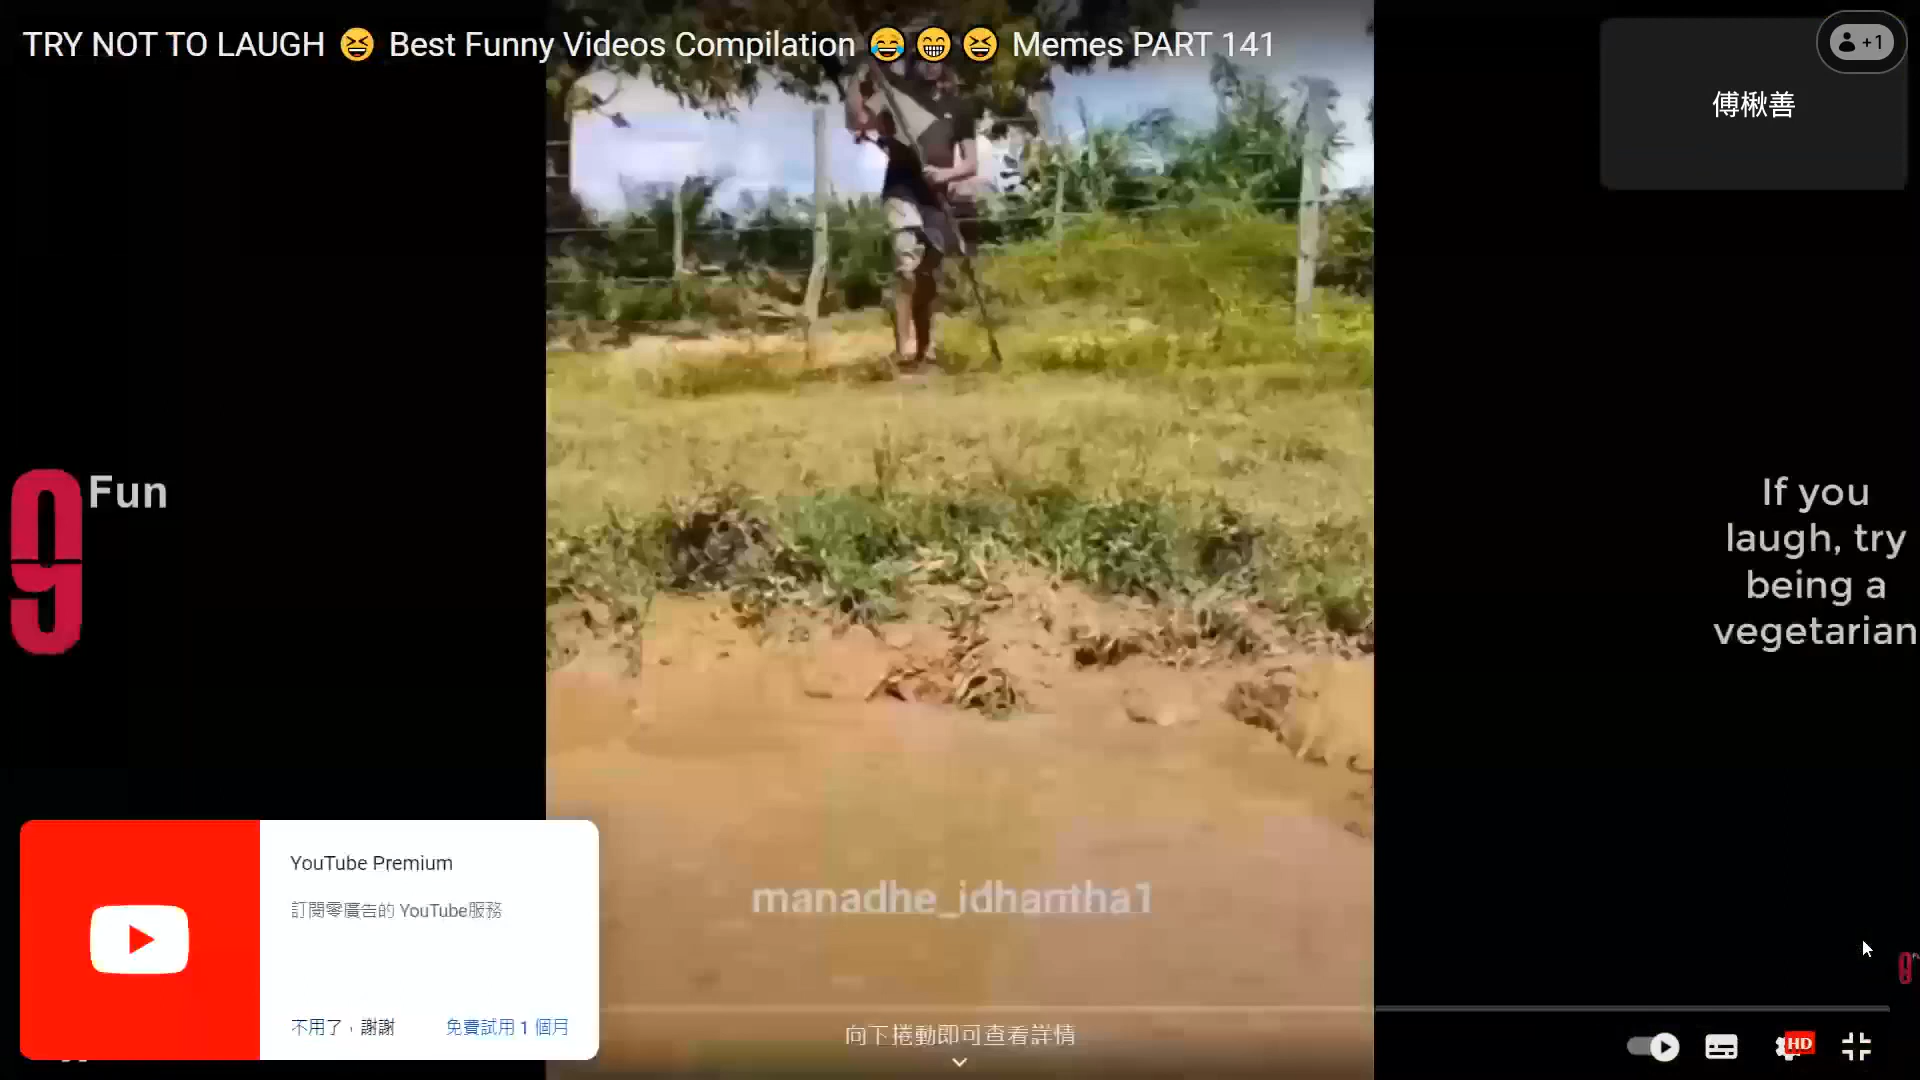 TRY NOT TO LAUGH 😆 Best Funny Videos Compilation 😂😁😆 Memes PART 141
+1
傅楸善
9 Fun
If you
laugh, try
being a
vegetarian
YouTube Premium
訂閱零廣告的 YouTube服務
不用了，謝謝
免費試用 1 個月
manadhe_idhantha1
向下捲動即可查看詳情
HD